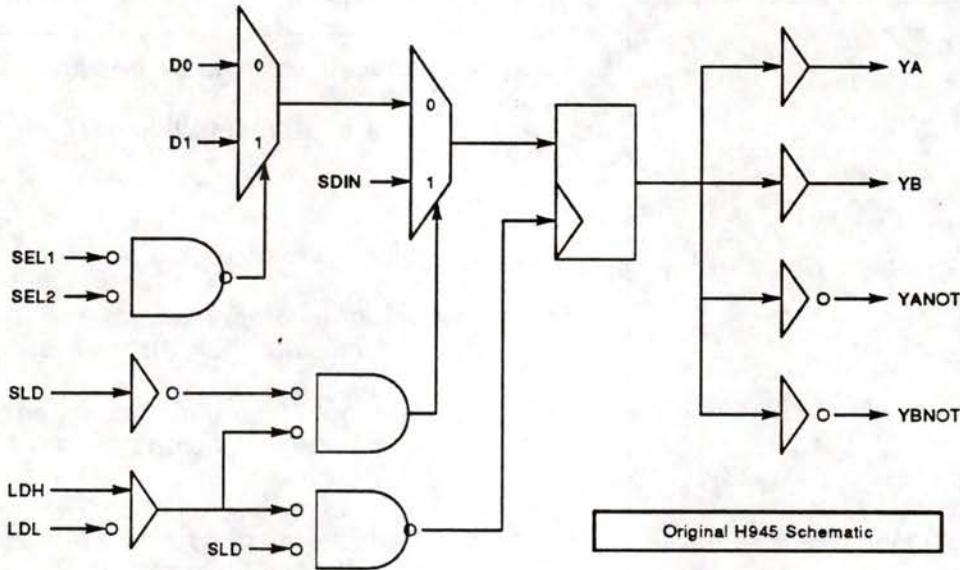 D0
0
D1
1
0
SDIN
1
SEL1
SEL2
SLD
LDH
LDL
SLD
YA
YB
YANOT
YBNOT
Original H945 Schematic